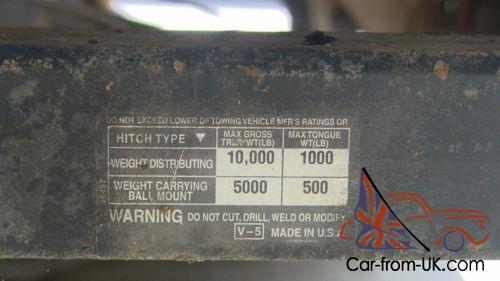 DO NOT EXCEED LOWER OF TOWING VEHICLE MFR'S RATINGS OR
HITCH TYPE ▼ MAX GROSS TRLR WT(LB) MAX TONGUE WT(LB)
WEIGHT DISTRIBUTING 10,000 1000
WEIGHT CARRYING BALL MOUNT 5000 500
WARNING DO NOT CUT, DRILL, WELD OR MODIFY
V-5 MADE IN U.S.A
Car-from-UK.com